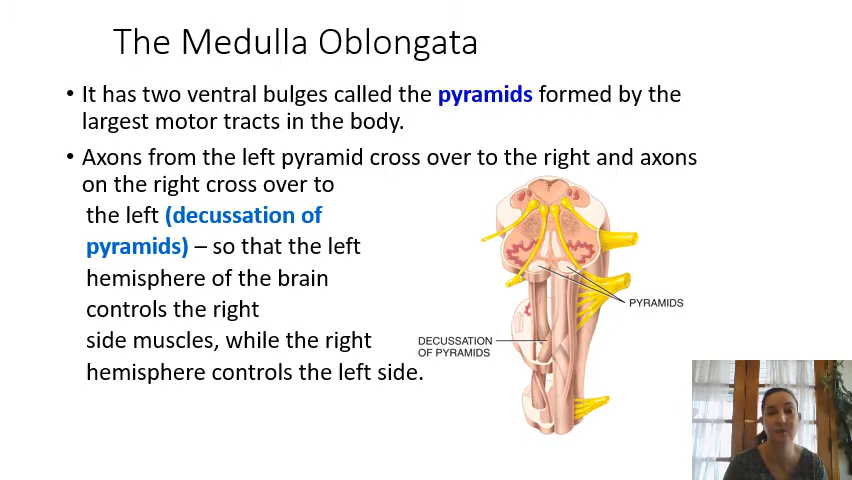 The Medulla Oblongata
• It has two ventral bulges called the pyramids formed by the
largest motor tracts in the body.
• Axons from the left pyramid cross over to the right and axons
on the right cross over to
the left (decussation of
pyramids) – so that the left
hemisphere of the brain
controls the right
side muscles, while the right
hemisphere controls the left side.
PYRAMIDS
DECUSSATION
OF PYRAMIDS